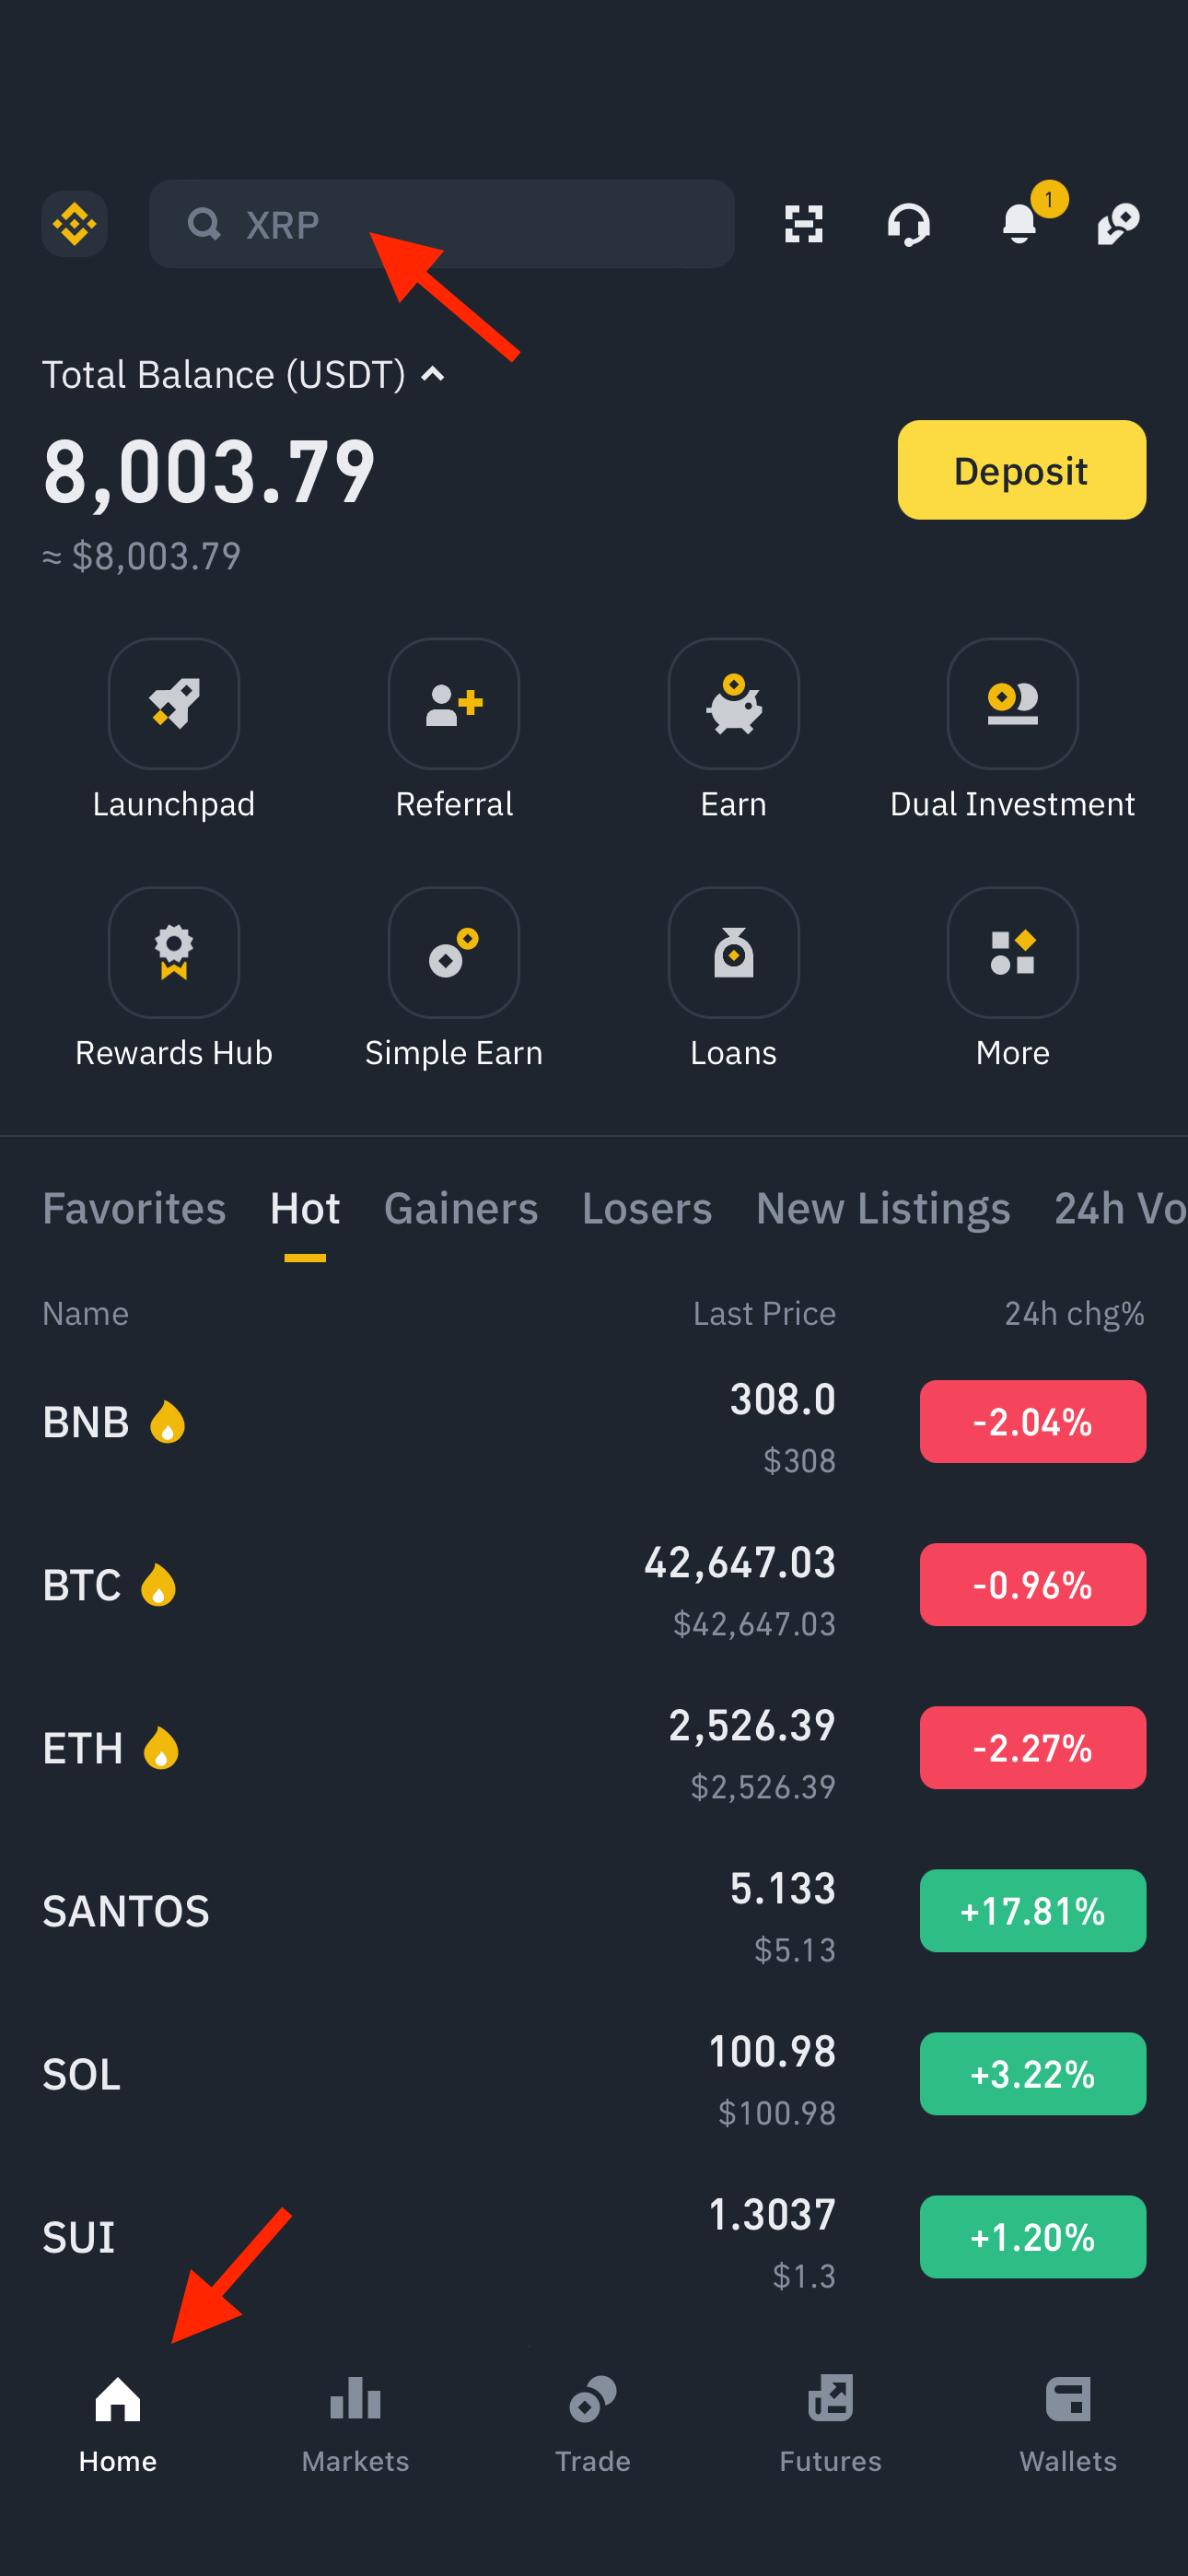 XRP
1
Total Balance (USDT)
8,003.79
Deposit
≈ $8,003.79
Launchpad
Referral
Earn
Dual Investment
Rewards Hub
Simple Earn
Loans
More
Favorites Hot Gainers Losers New Listings 24h Vo
Name Last Price 24h chg%
BNB 308.0 -2.04%
$308
BTC 42,647.03 -0.96%
$42,647.03
ETH 2,526.39 -2.27%
$2,526.39
SANTOS 5.133 +17.81%
$5.13
SOL 100.98 +3.22%
$100.98
SUI 1.3037 +1.20%
$1.3
Home Markets Trade Futures Wallets